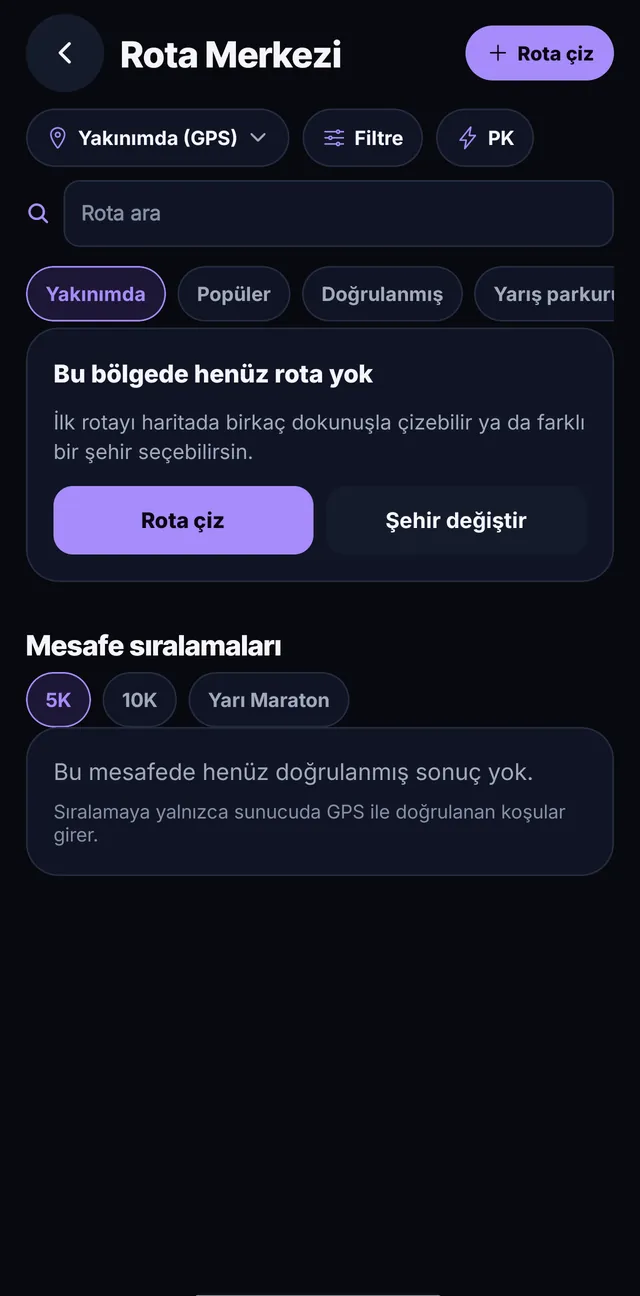 Rota Merkezi
+ Rota çiz
Yakınımda (GPS)
Filtre
PK
Rota ara
Yakınımda
Popüler
Doğrulanmış
Yarış parkuru
Bu bölgede henüz rota yok
İlk rotayı haritada birkaç dokunuşla çizebilir ya da farklı
bir şehir seçebilirsin.
Rota çiz
Şehir değiştir
Mesafe sıralamaları
5K
10K
Yarı Maraton
Bu mesafede henüz doğrulanmış sonuç yok.
Sıralamaya yalnızca sunucuda GPS ile doğrulanan koşular
girer.